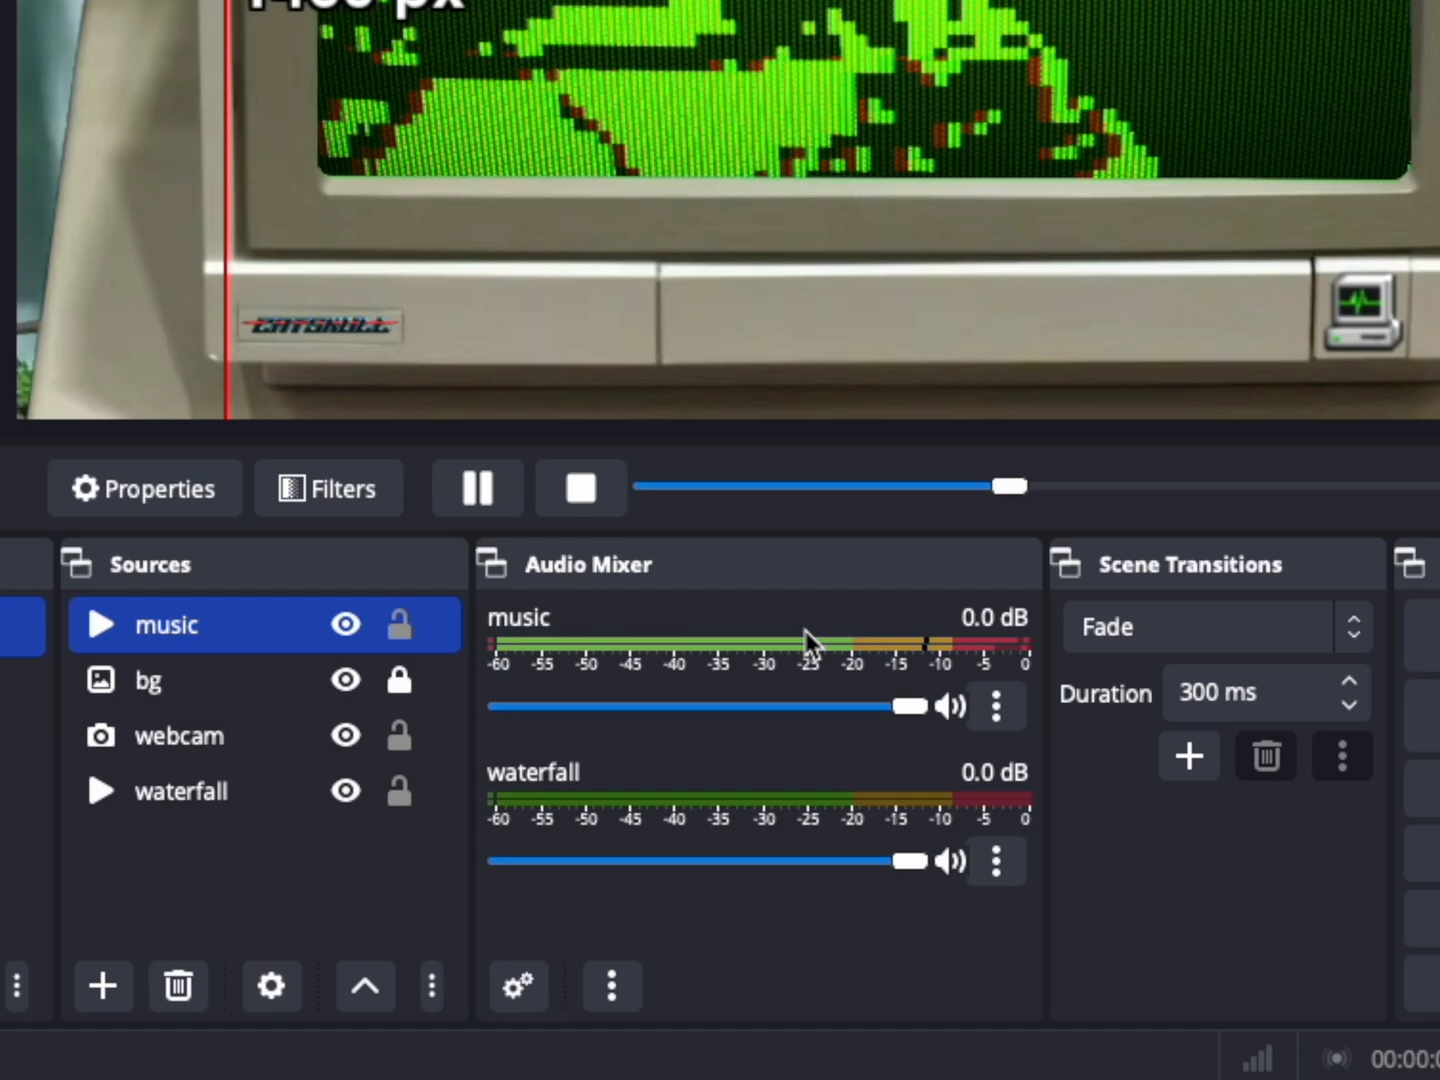 Properties
Filters
Sources
Audio Mixer
Scene Transitions
music
bg
webcam
waterfall
music 0.0 dB
-60 -55 -50 -45 -40 -35 -30 -25 -20 -15 -10 -5 0
waterfall 0.0 dB
-60 -55 -50 -45 -40 -35 -30 -25 -20 -15 -10 -5 0
Fade
Duration 300 ms